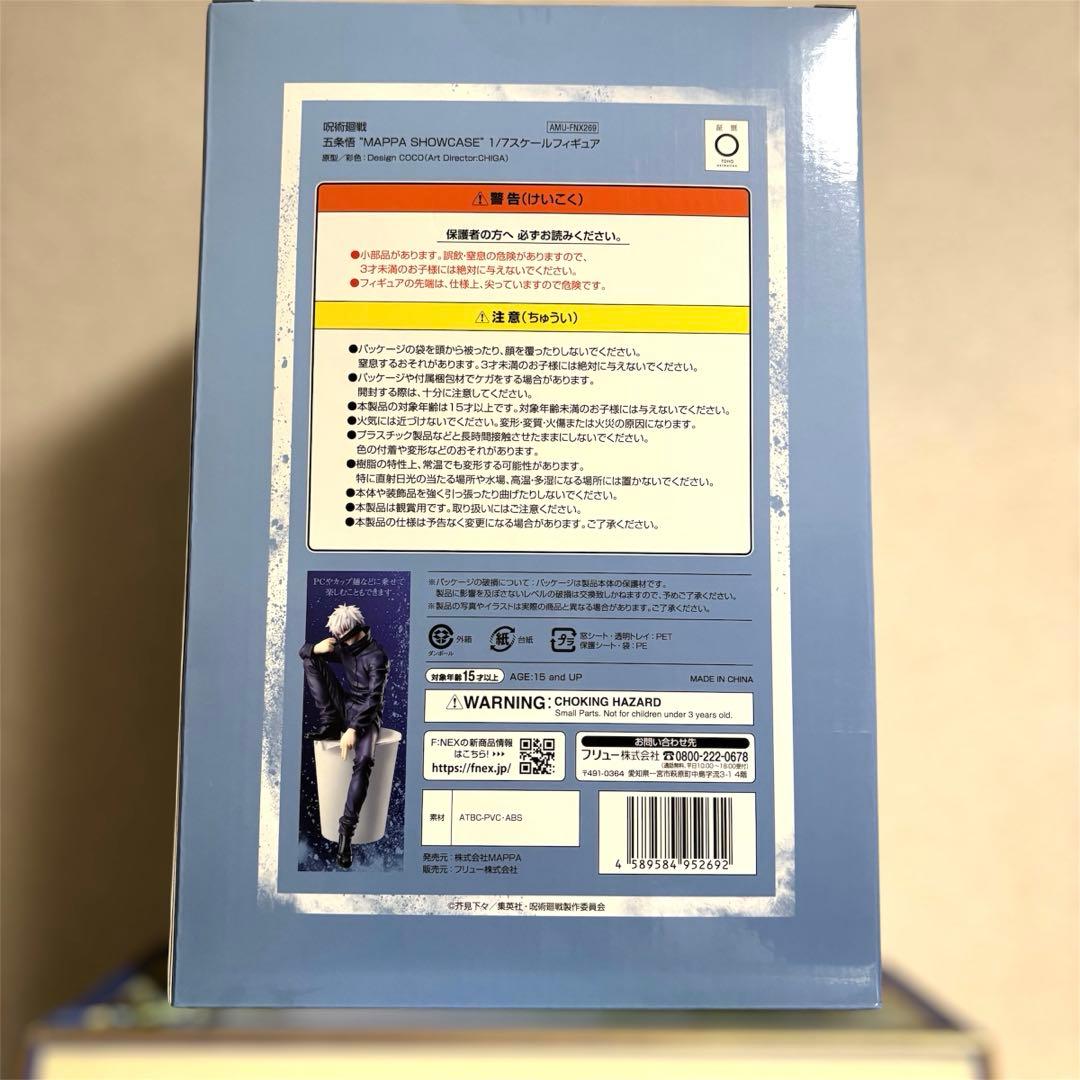 呪術廻戦
AMU-FNX269
五条悟 "MAPPA SHOWCASE" 1/7スケールフィギュア
原型／彩色：Design COCO（Art Director:CHIGA）
証 紙
TOHO
ANIMATION
警告（けいこく）
保護者の方へ 必ずお読みください。
●小部品があります。誤飲・窒息の危険がありますので、
3才未満のお子様には絶対に与えないでください。
●フィギュアの先端は、仕様上、尖っていますので危険です。
注意（ちゅうい）
●パッケージの袋を頭から被ったり、顔を覆ったりしないでください。
窒息するおそれがあります。3才未満のお子様には絶対に与えないでください。
●パッケージや付属梱包材でケガをする場合があります。
開封する際は、十分に注意してください。
●本製品の対象年齢は15才以上です。対象年齢未満のお子様には与えないでください。
●火気には近づけないでください。変形・変質・火傷または火災の原因になります。
●プラスチック製品などと長時間接触させたままにしないでください。
色の付着や変形などのおそれがあります。
●樹脂の特性上、常温でも変形する可能性があります。
特に直射日光の当たる場所や水場、高温・多湿になる場所には置かないでください。
●本体や装飾品を強く引っ張ったり曲げたりしないでください。
●本製品は観賞用です。取り扱いにはご注意ください。
●本製品の仕様は予告なく変更になる場合があります。ご了承ください。
PCやカップ麺などに乗せて
楽しむこともできます。
※パッケージの破損について：パッケージは製品本体の保護材です。
製品に影響を及ぼさないレベルの破損は交換致しかねますので、予めご了承ください。
※製品の写真やイラストは実際の商品と異なる場合があります。ご了承ください。
ダンボール
外箱
紙
台紙
プラ
窓シート・透明トレイ：PET
保護シート・袋：PE
対象年齢15才以上
AGE:15 and UP
MADE IN CHINA
WARNING: CHOKING HAZARD
Small Parts. Not for children under 3 years old.
F:NEXの新商品情報
はこちら! ›››
https://fnex.jp/
お問い合わせ先
フリュー株式会社 ☎0800-222-0678
（通話無料、平日10:00～18:00受付）
〒491-0364 愛知県一宮市萩原町中島字流3-1 4階
素材
ATBC-PVC・ABS
発売元：株式会社MAPPA
販売元：フリュー株式会社
4 589584 952692
©芥見下々／集英社・呪術廻戦製作委員会